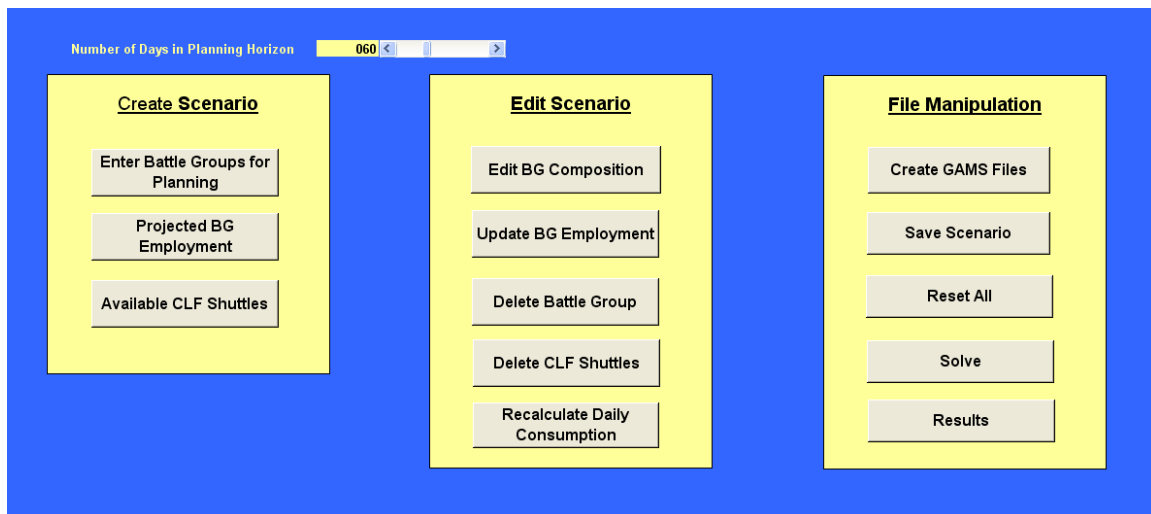 Number of Days in Planning Horizon 060
Create Scenario
Enter Battle Groups for
Planning
Projected BG
Employment
Available CLF Shuttles
Edit Scenario
Edit BG Composition
Update BG Employment
Delete Battle Group
Delete CLF Shuttles
Recalculate Daily
Consumption
File Manipulation
Create GAMS Files
Save Scenario
Reset All
Solve
Results